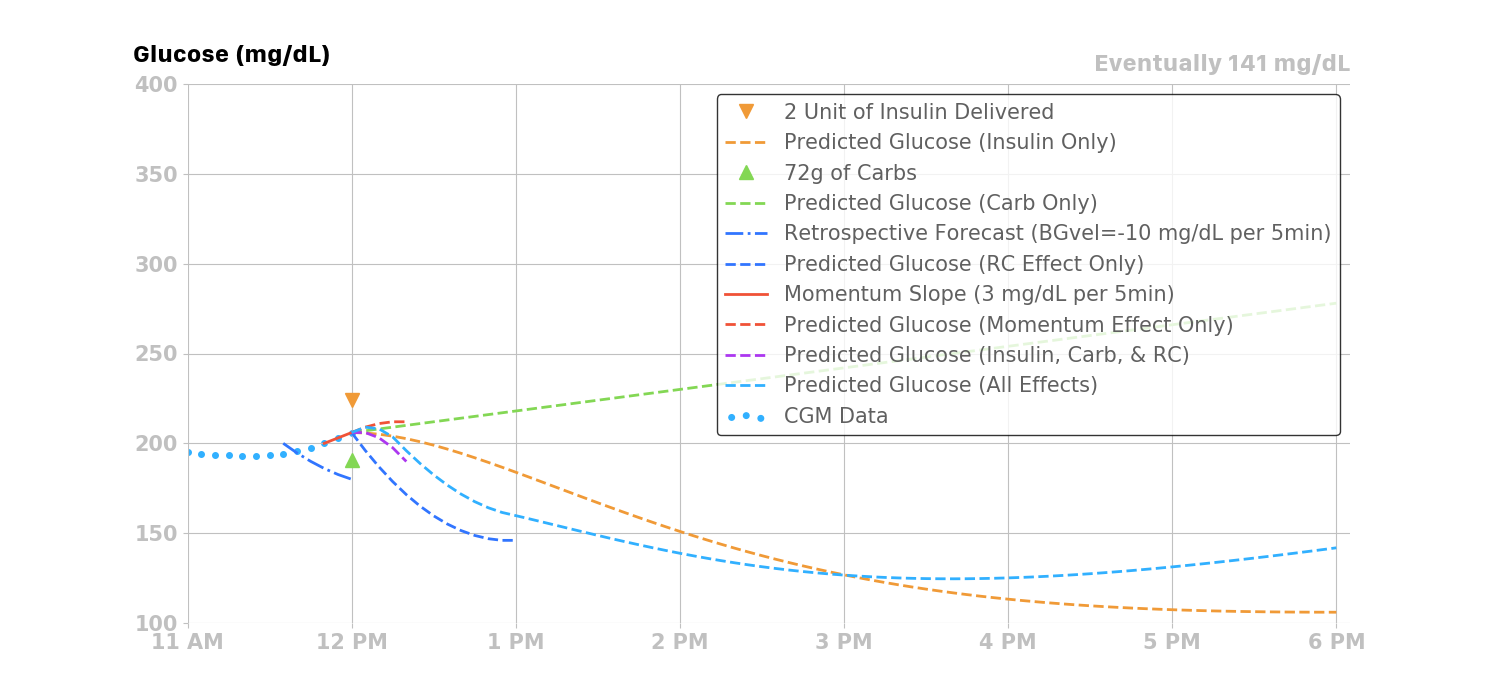 Glucose (mg/dL)
Eventually 141 mg/dL
400
350
300
250
200
150
100
2 Unit of Insulin Delivered
Predicted Glucose (Insulin Only)
72g of Carbs
Predicted Glucose (Carb Only)
Retrospective Forecast (BGvel=-10 mg/dL per 5min)
Predicted Glucose (RC Effect Only)
Momentum Slope (3 mg/dL per 5min)
Predicted Glucose (Momentum Effect Only)
Predicted Glucose (Insulin, Carb, & RC)
Predicted Glucose (All Effects)
CGM Data
11 AM 12 PM 1 PM 2 PM 3 PM 4 PM 5 PM 6 PM